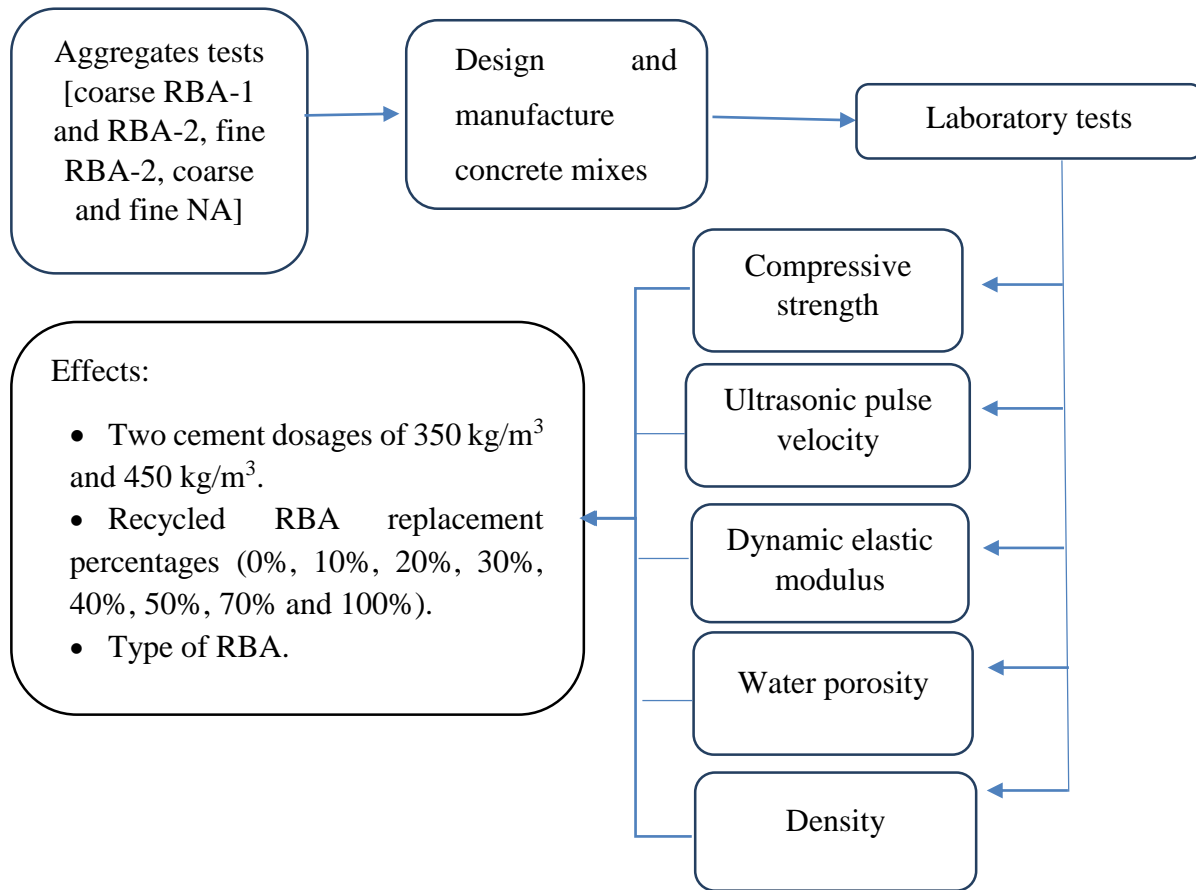 Aggregates tests
[coarse RBA-1
and RBA-2, fine
RBA-2, coarse
and fine NA]
Design and
manufacture
concrete mixes
Laboratory tests
Compressive
strength
Ultrasonic pulse
velocity
Dynamic elastic
modulus
Water porosity
Density
Effects:
• Two cement dosages of 350 kg/m³
and 450 kg/m³.
• Recycled RBA replacement
percentages (0%, 10%, 20%, 30%,
40%, 50%, 70% and 100%).
• Type of RBA.